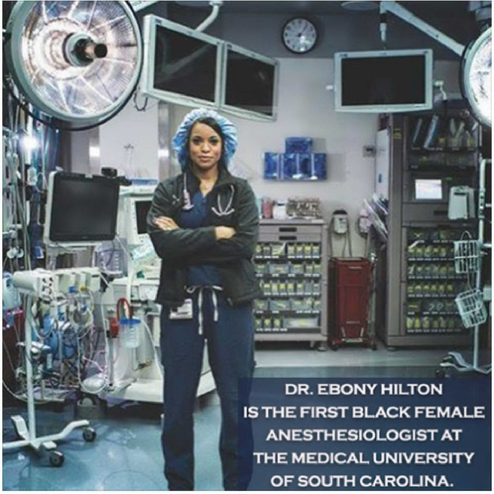 DR. EBONY HILTON
IS THE FIRST BLACK FEMALE
ANESTHESIOLOGIST AT
THE MEDICAL UNIVERSITY
OF SOUTH CAROLINA.